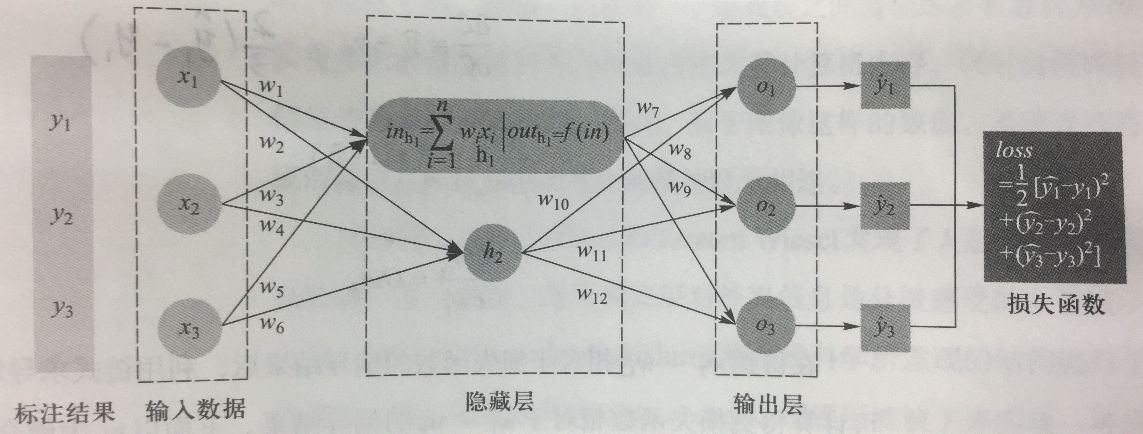 y₁
y₂
y₃
标注结果
x₁
x₂
x₃
输入数据
w₁
w₂
w₃
w₄
w₅
w₆
in_h₁=∑_{i=1}^{n} w_i x_i h₁ | out_h₁=f(in)
h₂
隐藏层
w₇
w₈
w₉
w₁₀
w₁₁
w₁₂
o₁
o₂
o₃
输出层
ŷ₁
ŷ₂
ŷ₃
loss
=1/2 [(ŷ₁-y₁)²
+(ŷ₂-y₂)²
+(ŷ₃-y₃)²]
损失函数